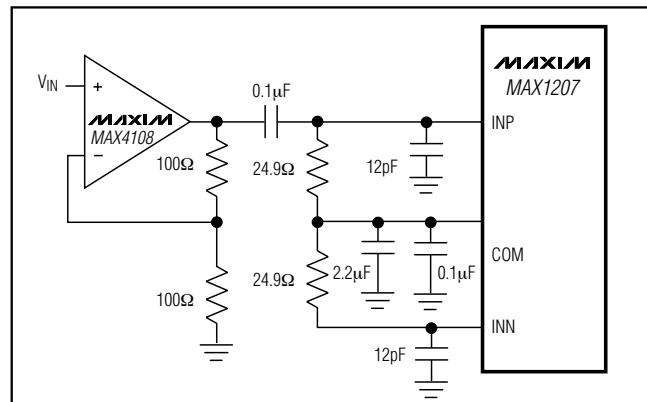 VIN
+
MAXIM
MAX4108
−
100Ω
100Ω
0.1µF
24.9Ω
24.9Ω
12pF
2.2µF
0.1µF
12pF
MAXIM
MAX1207
INP
COM
INN